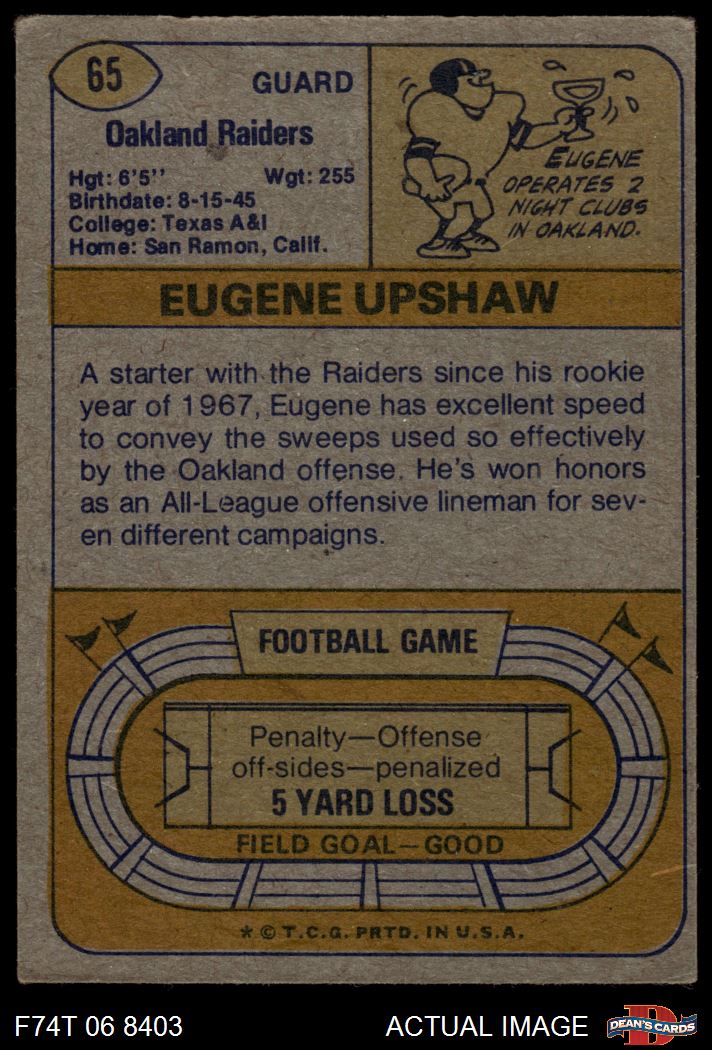 65
GUARD
Oakland Raiders
Hgt: 6'5'' Wgt: 255
Birthdate: 8-15-45
College: Texas A&I
Home: San Ramon, Calif.
EUGENE
OPERATES 2
NIGHT CLUBS
IN OAKLAND.
EUGENE UPSHAW
A starter with the Raiders since his rookie
year of 1967, Eugene has excellent speed
to convey the sweeps used so effectively
by the Oakland offense. He's won honors
as an All-League offensive lineman for sev-
en different campaigns.
FOOTBALL GAME
Penalty—Offense
off-sides—penalized
5 YARD LOSS
FIELD GOAL—GOOD
* © T.C.G. PRTD. IN U.S.A.
F74T 06 8403 ACTUAL IMAGE
D
DEAN'S CARDS